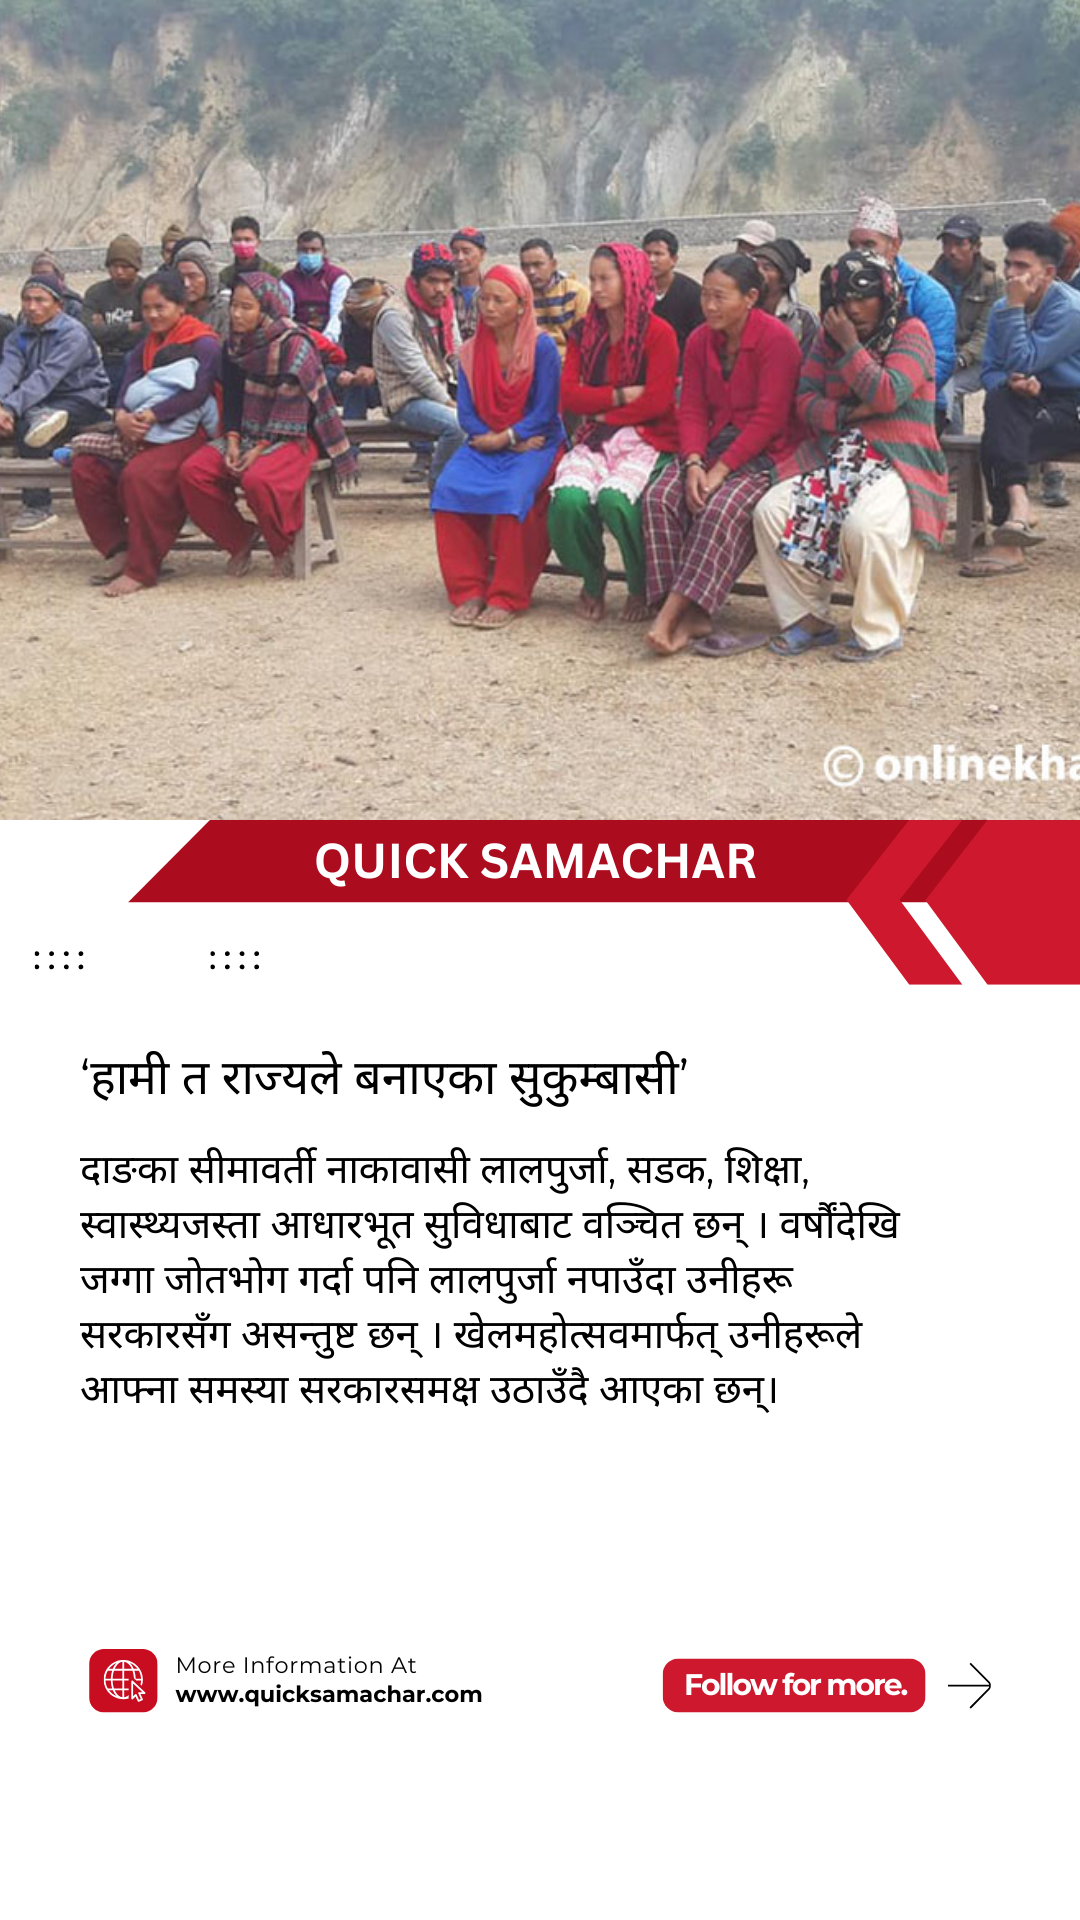 © onlinekha
QUICK SAMACHAR
‘हामी त राज्यले बनाएका सुकुम्बासी’
दाङका सीमावर्ती नाकावासी लालपुर्जा, सडक, शिक्षा,
स्वास्थ्यजस्ता आधारभूत सुविधाबाट वञ्चित छन् । वर्षौंदेखि
जग्गा जोतभोग गर्दा पनि लालपुर्जा नपाउँदा उनीहरू
सरकारसँग असन्तुष्ट छन् । खेलमहोत्सवमार्फत् उनीहरूले
आफ्ना समस्या सरकारसमक्ष उठाउँदै आएका छन्।
More Information At
www.quicksamachar.com
Follow for more.